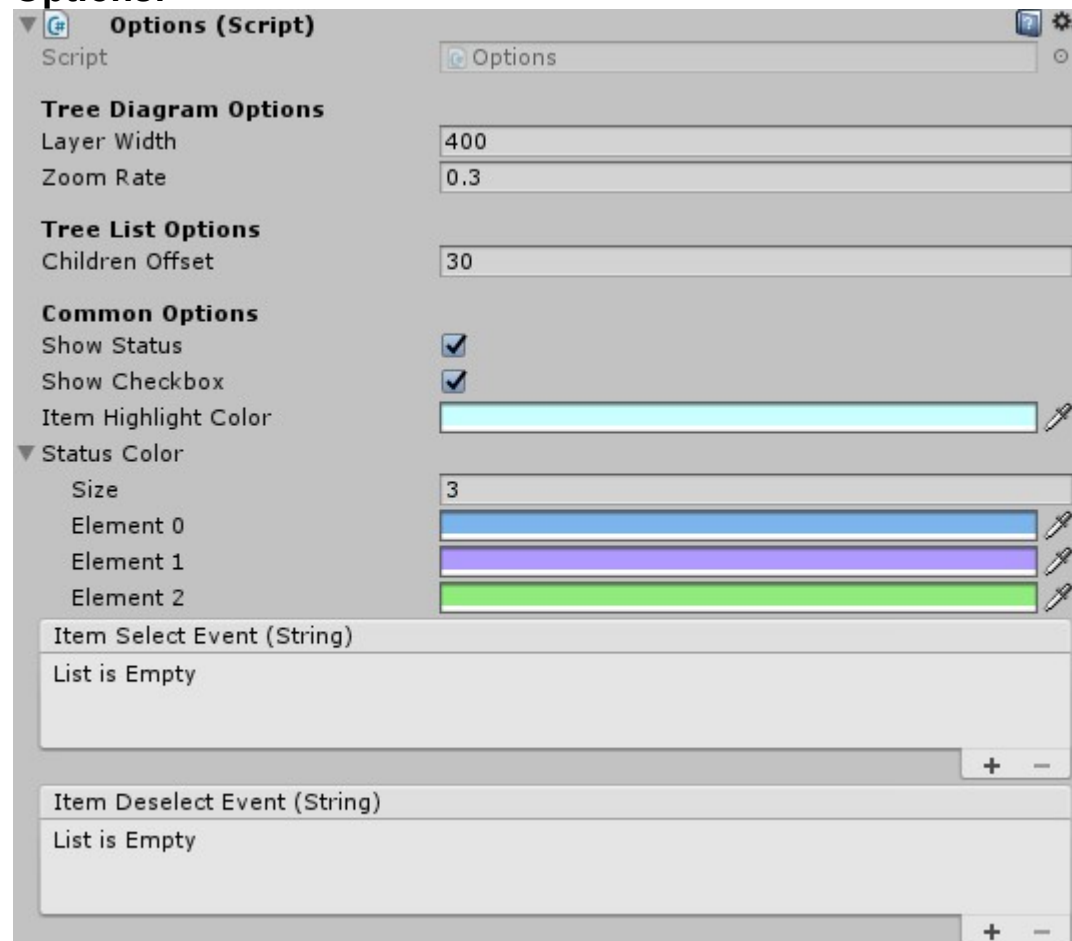 Options:
Options (Script)
Script Options
Tree Diagram Options
Layer Width 400
Zoom Rate 0.3
Tree List Options
Children Offset 30
Common Options
Show Status
Show Checkbox
Item Highlight Color
Status Color
Size 3
Element 0
Element 1
Element 2
Item Select Event (String)
List is Empty
+ −
Item Deselect Event (String)
List is Empty
+ −